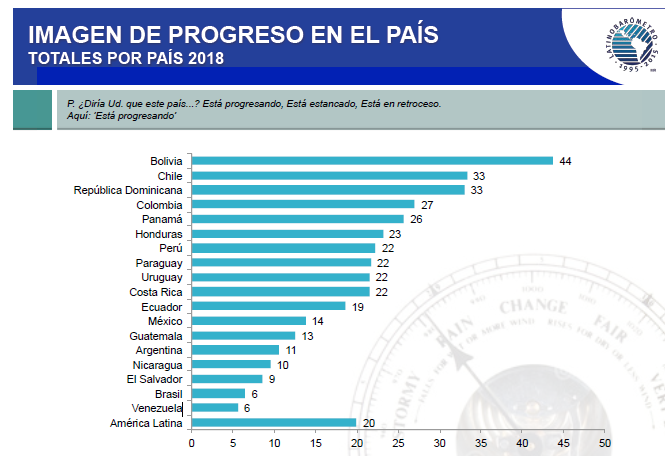 IMAGEN DE PROGRESO EN EL PAÍS
TOTALES POR PAÍS 2018
LATINOBARÓMETRO
1995-2015
P. ¿Diría Ud. que este país...? Está progresando, Está estancado, Está en retroceso.
Aquí: 'Está progresando'
Bolivia 44
Chile 33
República Dominicana 33
Colombia 27
Panamá 26
Honduras 23
Perú 22
Paraguay 22
Uruguay 22
Costa Rica 22
Ecuador 19
México 14
Guatemala 13
Argentina 11
Nicaragua 10
El Salvador 9
Brasil 6
Venezuela 6
América Latina 20
0 5 10 15 20 25 30 35 40 45 50
STORMY
RAIN
CHANGE
FAIR